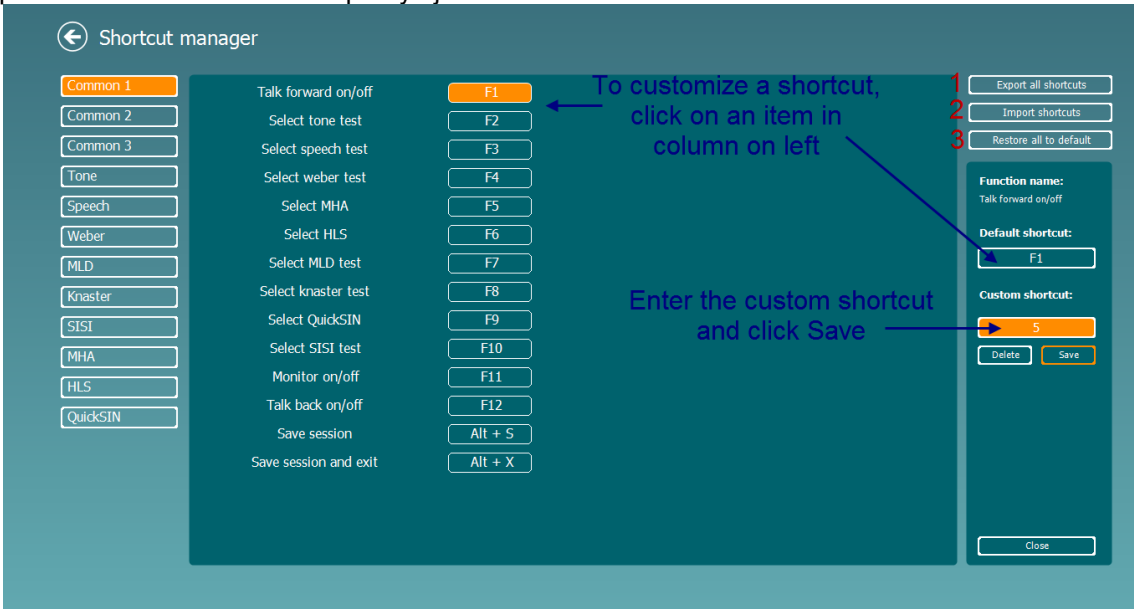 Shortcut manager
Common 1
Common 2
Common 3
Tone
Speech
Weber
MLD
Knaster
SISI
MHA
HLS
QuickSIN
Talk forward on/off F1
Select tone test F2
Select speech test F3
Select weber test F4
Select MHA F5
Select HLS F6
Select MLD test F7
Select knaster test F8
Select QuickSIN F9
Select SISI test F10
Monitor on/off F11
Talk back on/off F12
Save session Alt + S
Save session and exit Alt + X
To customize a shortcut,
click on an item in
column on left
Enter the custom shortcut
and click Save
1 Export all shortcuts
2 Import shortcuts
3 Restore all to default
Function name:
Talk forward on/off
Default shortcut:
F1
Custom shortcut:
5
Delete Save
Close